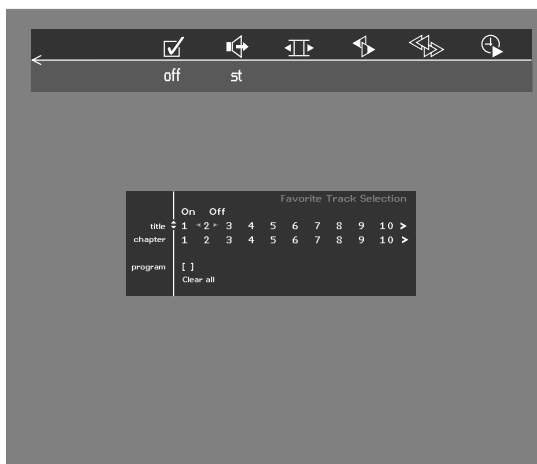 off st
Favorite Track Selection
On Off
title 1 2 3 4 5 6 7 8 9 10 >
chapter 1 2 3 4 5 6 7 8 9 10 >
program [ ]
Clear all